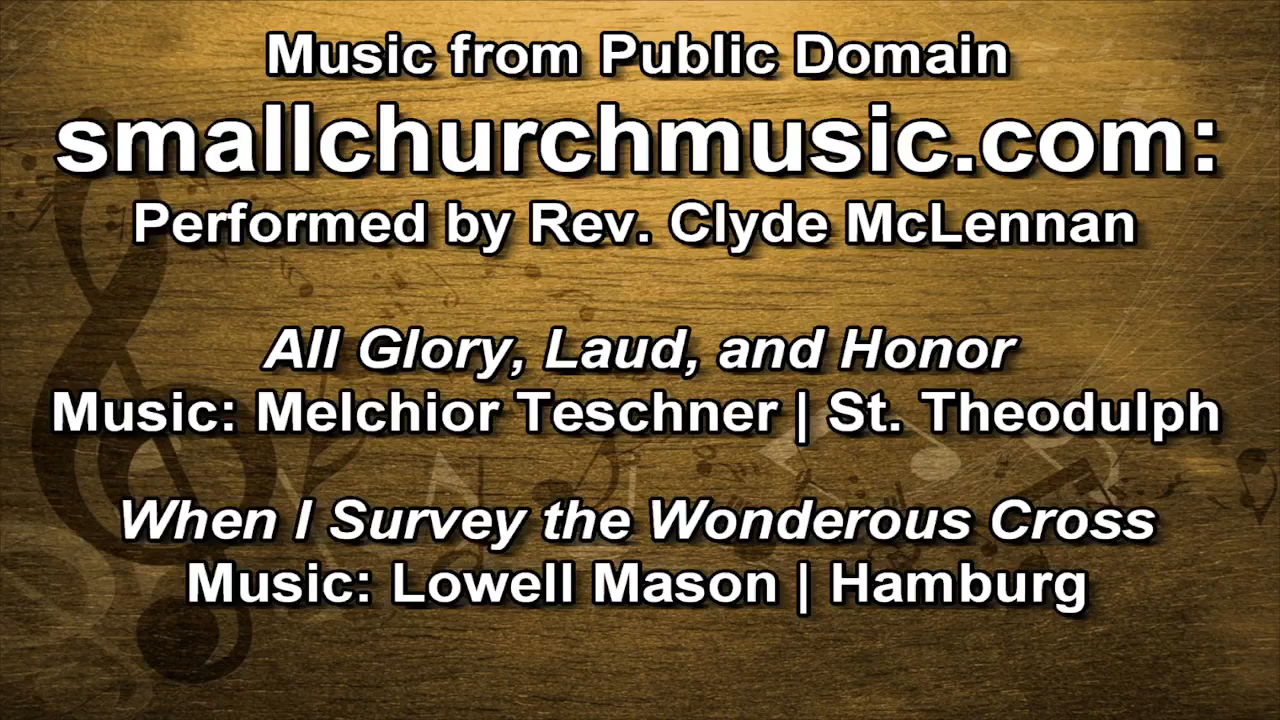 Music from Public Domain
smallchurchmusic.com:
Performed by Rev. Clyde McLennan
All Glory, Laud, and Honor
Music: Melchior Teschner | St. Theodulph
When I Survey the Wonderous Cross
Music: Lowell Mason | Hamburg